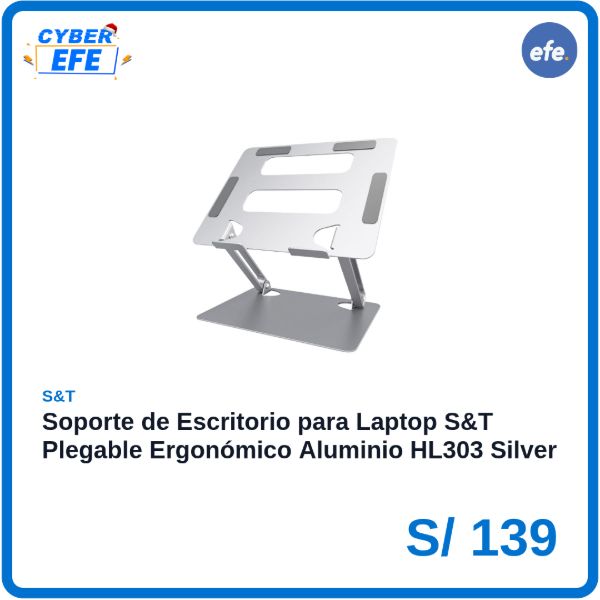 CYBER
EFE
efe.
S&T
Soporte de Escritorio para Laptop S&T
Plegable Ergonómico Aluminio HL303 Silver
S/ 139